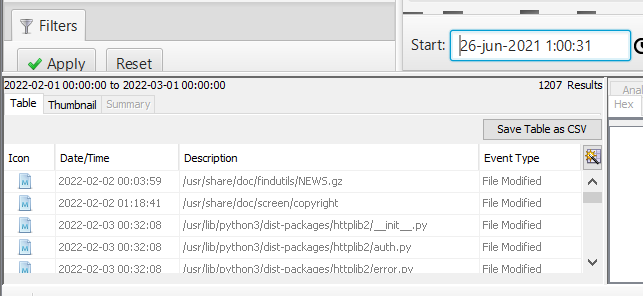 Filters
Apply Reset
Start: 26-jun-2021 1:00:31
2022-02-01 00:00:00 to 2022-03-01 00:00:00 1207 Results
Table Thumbnail Summary
Hex
Save Table as CSV
Icon Date/Time Description Event Type
M 2022-02-02 00:03:59 /usr/share/doc/findutils/NEWS.gz File Modified
M 2022-02-02 01:18:41 /usr/share/doc/screen/copyright File Modified
M 2022-02-03 00:32:08 /usr/lib/python3/dist-packages/httplib2/__init__.py File Modified
M 2022-02-03 00:32:08 /usr/lib/python3/dist-packages/httplib2/auth.py File Modified
M 2022-02-03 00:32:08 /usr/lib/python3/dist-packages/httplib2/error.py File Modified